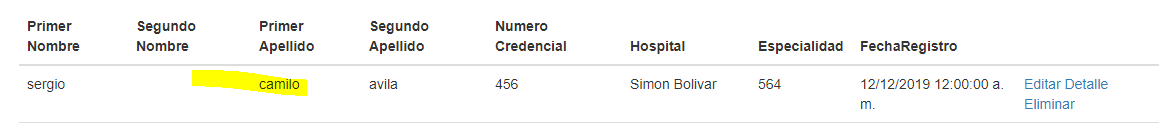 Primer Nombre
Segundo Nombre
Primer Apellido
Segundo Apellido
Numero Credencial
Hospital
Especialidad
FechaRegistro
sergio
camilo
avila
456
Simon Bolivar
564
12/12/2019 12:00:00 a. m.
Editar Detalle
Eliminar